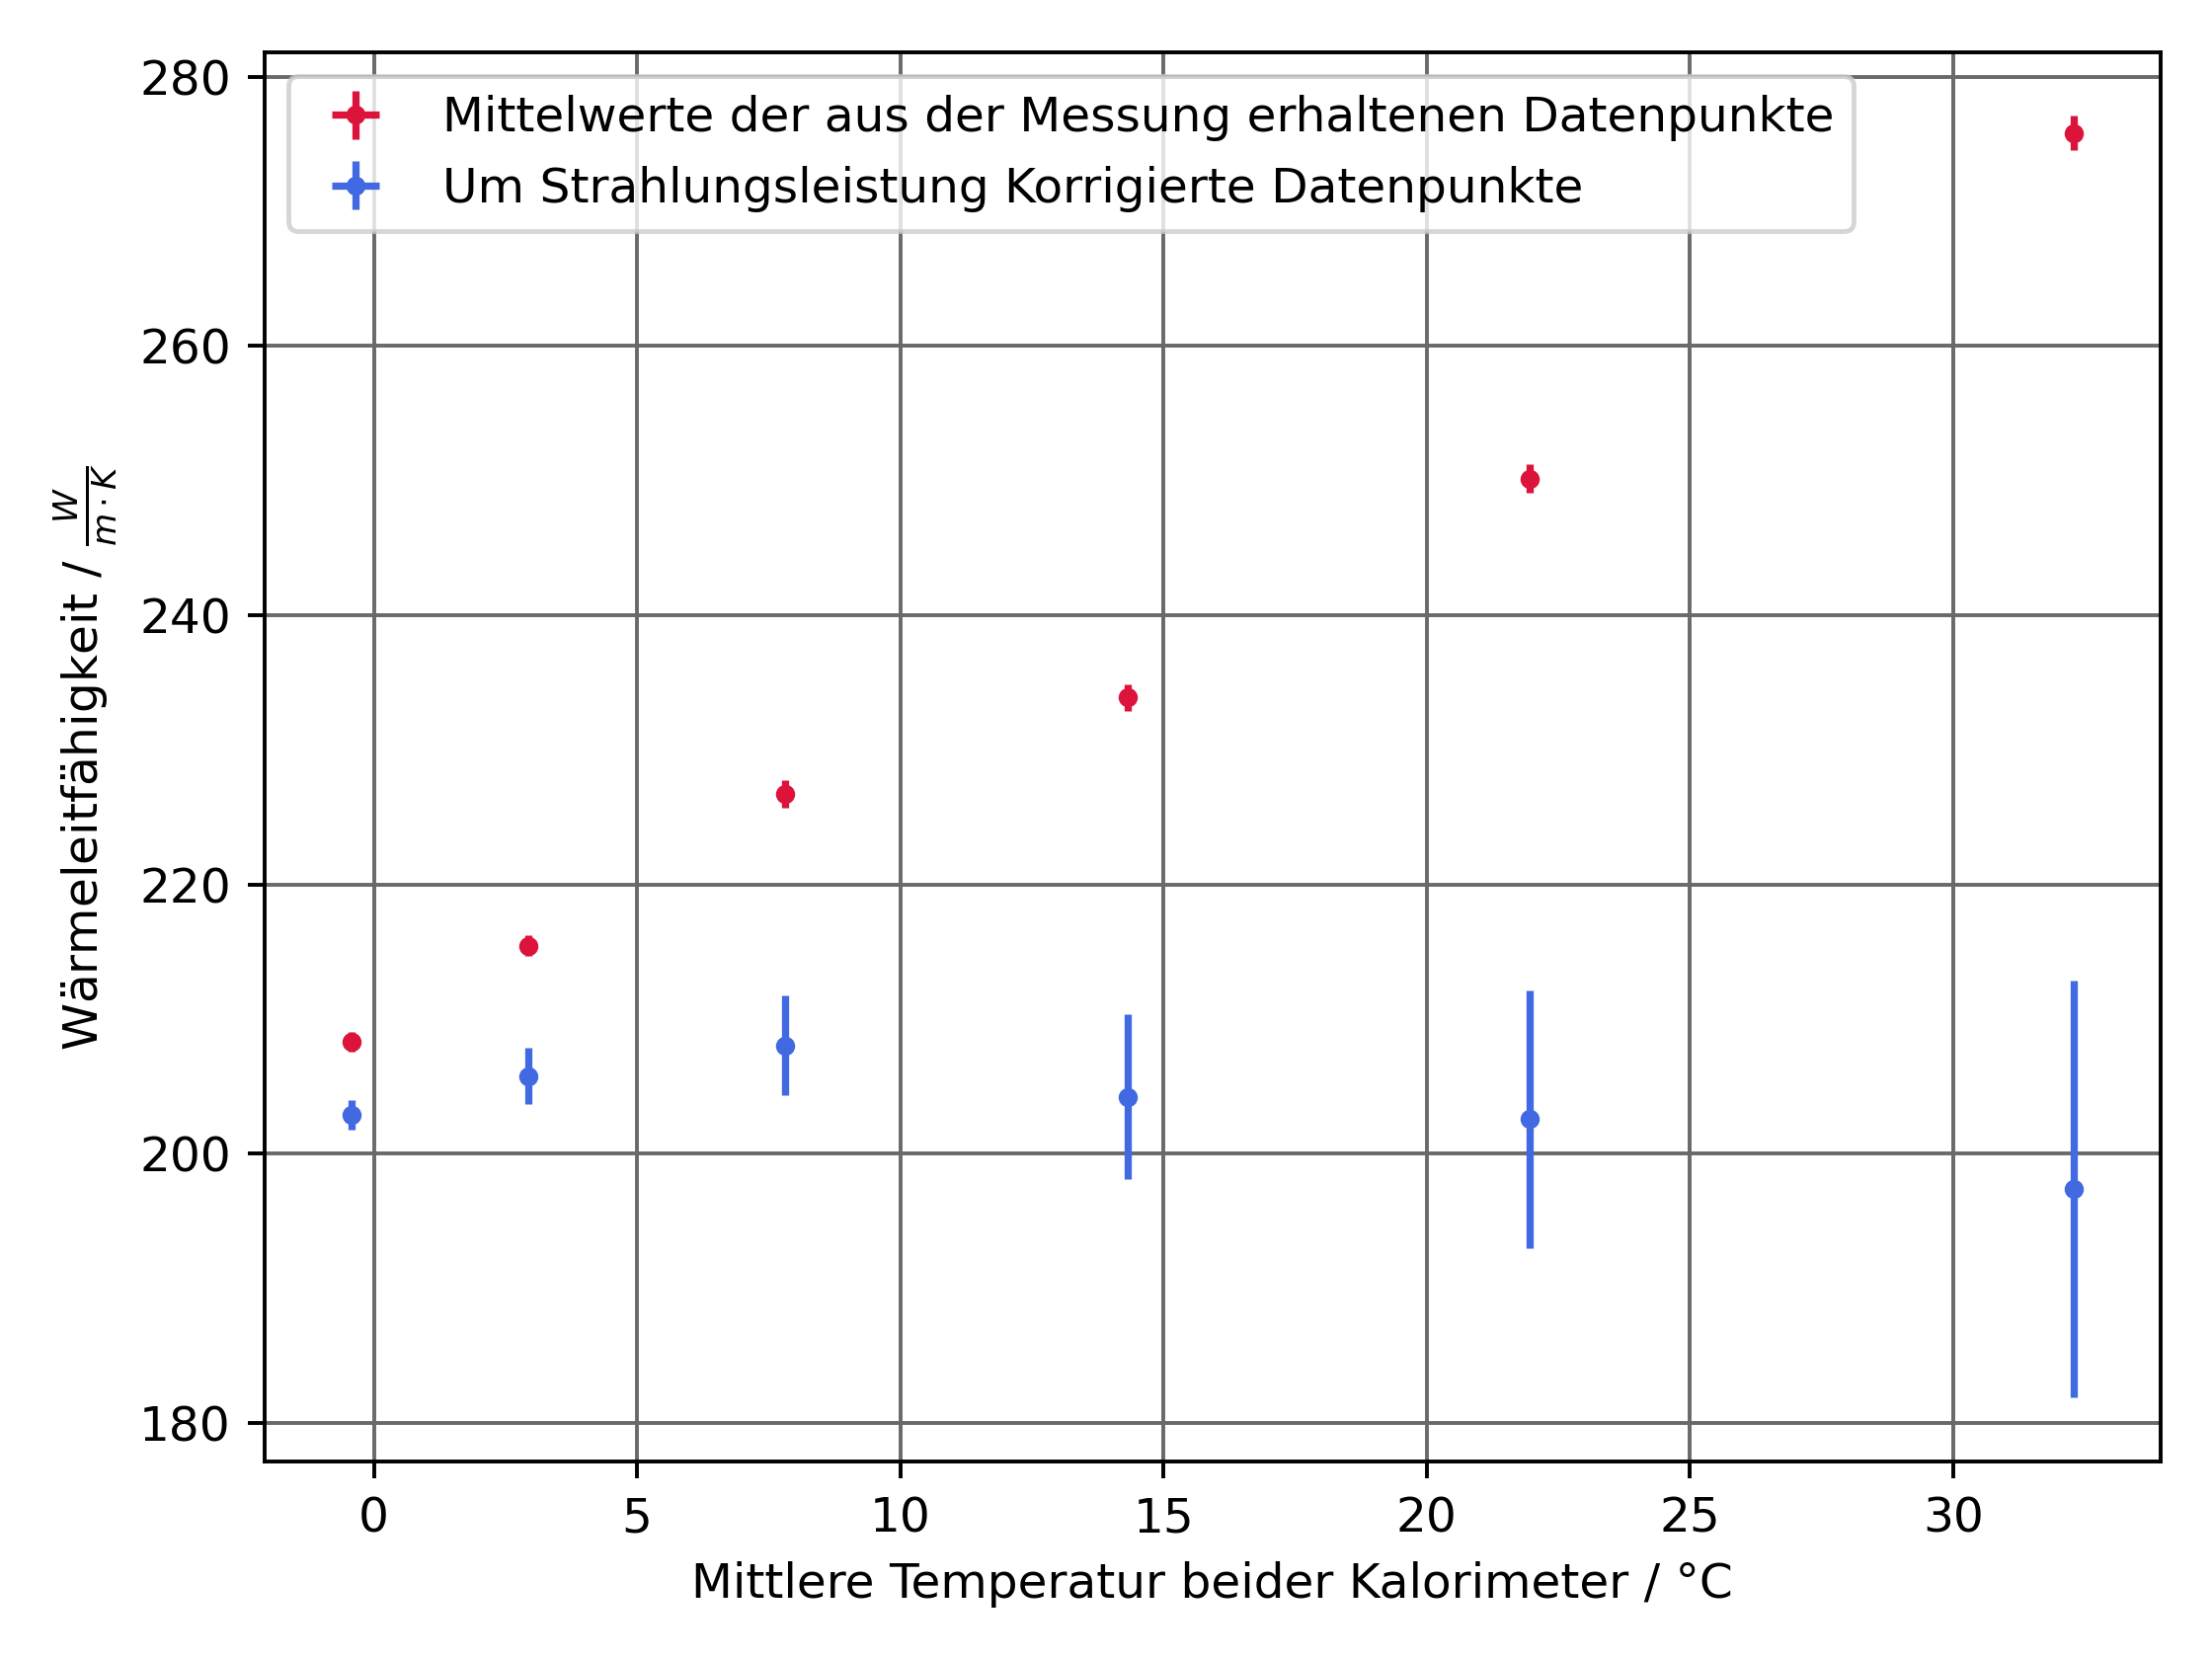 280
260
240
220
200
180
Wärmeleitfähigkeit / W/m · K
Mittelwerte der aus der Messung erhaltenen Datenpunkte
Um Strahlungsleistung Korrigierte Datenpunkte
0 5 10 15 20 25 30
Mittlere Temperatur beider Kalorimeter / °C